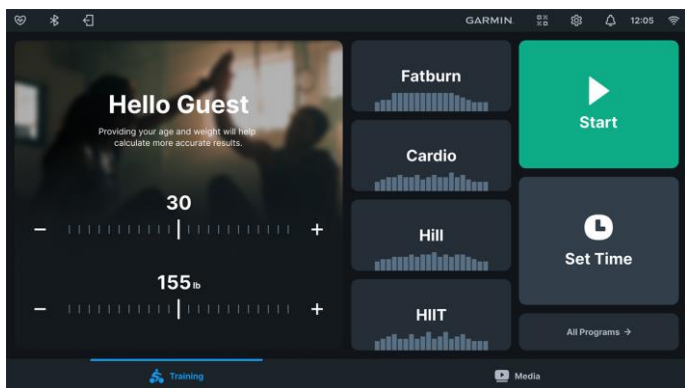 GARMIN
12:05
Hello Guest
Providing your age and weight will help
calculate more accurate results.
30
155 lb
Fatburn
Cardio
Hill
HIIT
Start
Set Time
All Programs →
Training
Media